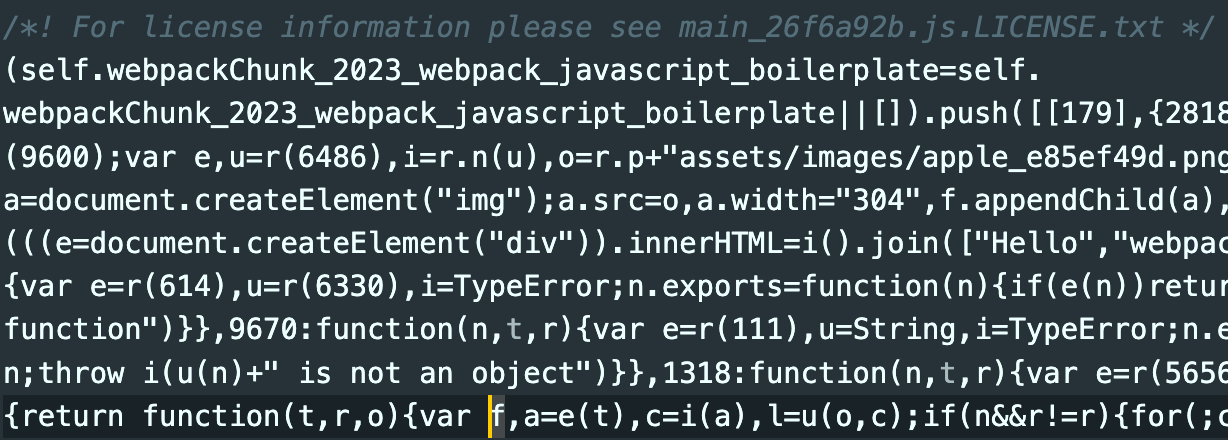 /*! For license information please see main_26f6a92b.js.LICENSE.txt */
(self.webpackChunk_2023_webpack_javascript_boilerplate=self.
webpackChunk_2023_webpack_javascript_boilerplate||[]).push([[179],{2818
(9600);var e,u=r(6486),i=r.n(u),o=r.p+"assets/images/apple_e85ef49d.png
a=document.createElement("img");a.src=o,a.width="304",f.appendChild(a),
(((e=document.createElement("div")).innerHTML=i().join(["Hello","webpac
{var e=r(614),u=r(6330),i=TypeError;n.exports=function(n){if(e(n))retur
function")}},9670:function(n,t,r){var e=r(111),u=String,i=TypeError;n.e
n;throw i(u(n)+" is not an object")}},1318:function(n,t,r){var e=r(5656
{return function(t,r,o){var f,a=e(t),c=i(a),l=u(o,c);if(n&&r!=r){for(;c